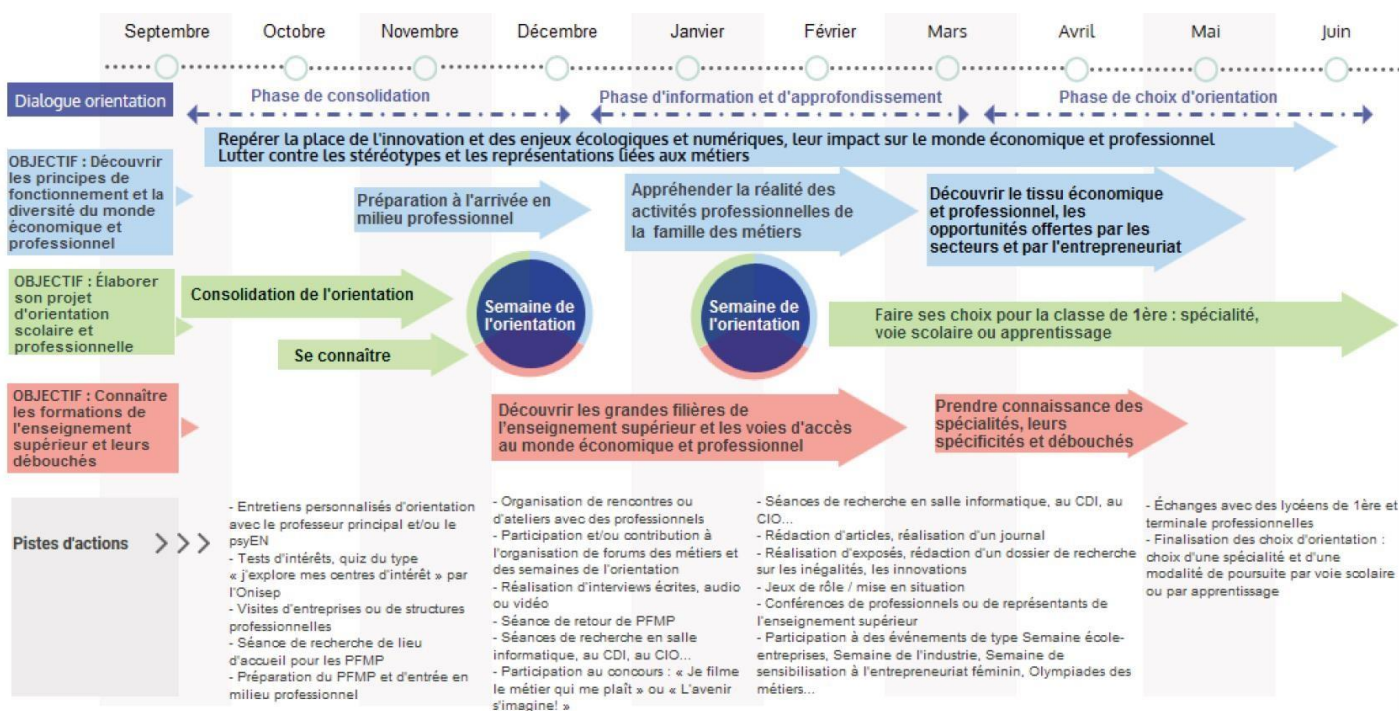 Septembre
Octobre
Novembre
Décembre
Janvier
Février
Mars
Avril
Mai
Juin
Dialogue orientation
Phase de consolidation
Phase d'information et d'approfondissement
Phase de choix d'orientation
Repérer la place de l'innovation et des enjeux écologiques et numériques, leur impact sur le monde économique et professionnel
Lutter contre les stéréotypes et les représentations liées aux métiers
OBJECTIF : Découvrir
les principes de
fonctionnement et la
diversité du monde
économique et
professionnel
Préparation à l'arrivée en
milieu professionnel
Appréhender la réalité des
activités professionnelles de
la famille des métiers
Découvrir le tissu économique
et professionnel, les
opportunités offertes par les
secteurs et par l'entrepreneuriat
OBJECTIF : Élaborer
son projet
d'orientation
scolaire et
professionnelle
Consolidation de l'orientation
Se connaître
Semaine de
l'orientation
Semaine de
l'orientation
Faire ses choix pour la classe de 1ère : spécialité,
voie scolaire ou apprentissage
OBJECTIF : Connaître
les formations de
l'enseignement
supérieur et leurs
débouchés
Découvrir les grandes filières de
l'enseignement supérieur et les voies d'accès
au monde économique et professionnel
Prendre connaissance des
spécialités, leurs
spécificités et débouchés
Pistes d'actions
- Entretiens personnalisés d'orientation
avec le professeur principal et/ou le
psyEN
- Tests d'intérêts, quiz du type
« j'explore mes centres d'intérêt » par
l'Onisep
- Visites d'entreprises ou de structures
professionnelles
- Séance de recherche de lieu
d'accueil pour les PFMP
- Préparation du PFMP et d'entrée en
milieu professionnel
- Organisation de rencontres ou
d'ateliers avec des professionnels
- Participation et/ou contribution à
l'organisation de forums des métiers et
des semaines de l'orientation
- Réalisation d'interviews écrites, audio
ou vidéo
- Séance de retour de PFMP
- Séances de recherche en salle
informatique, au CDI, au CIO...
- Participation au concours : « Je filme
le métier qui me plaît » ou « L'avenir
s'imagine! »
- Séances de recherche en salle informatique, au CDI, au
CIO...
- Rédaction d'articles, réalisation d'un journal
- Réalisation d'exposés, rédaction d'un dossier de recherche
sur les inégalités, les innovations
- Jeux de rôle / mise en situation
- Conférences de professionnels ou de représentants de
l'enseignement supérieur
- Participation à des événements de type Semaine école-
entreprises, Semaine de l'industrie, Semaine de
sensibilisation à l'entrepreneuriat féminin, Olympiades des
métiers...
- Échanges avec des lycéens de 1ère et
terminale professionnelles
- Finalisation des choix d'orientation :
choix d'une spécialité et d'une
modalité de poursuite par voie scolaire
ou par apprentissage